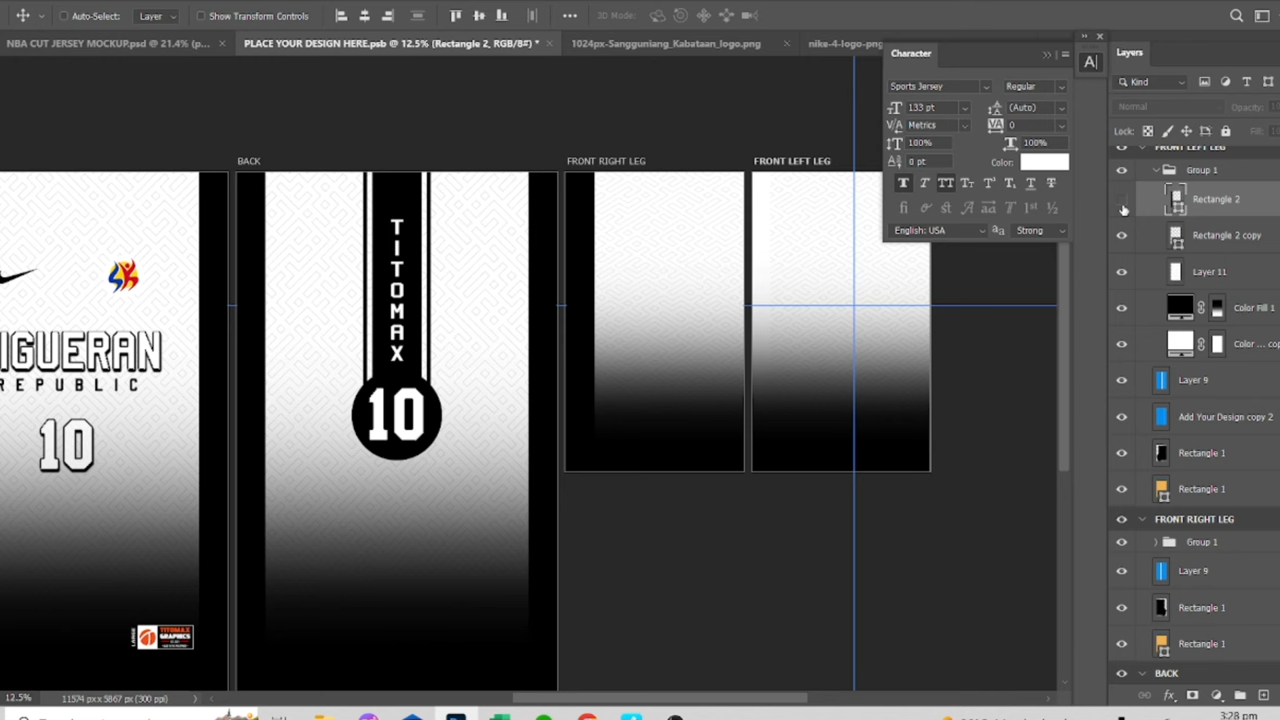 Auto-Select: Layer Show Transform Controls ••• 3D Mode:
NBA CUT JERSEY MOCKUP.psd @ 21.4% (p... × PLACE YOUR DESIGN HERE.psb @ 12.5% (Rectangle 2, RGB/8#) * × 1024px-Sangguniang_Kabataan_logo.png × nike-4-logo-png
Character
Sports Jersey Regular
133 pt (Auto)
Metrics 0
100% 100%
0 pt Color:
English: USA Strong
Layers
Kind
Normal Opacity:
Lock: Fill:
FRONT LEFT LEG
Group 1
Rectangle 2
Rectangle 2 copy
Layer 11
Color Fill 1
Color ... cop
Layer 9
Add Your Design copy 2
Rectangle 1
Rectangle 1
FRONT RIGHT LEG
Group 1
Layer 9
Rectangle 1
Rectangle 1
BACK
BACK
FRONT RIGHT LEG
FRONT LEFT LEG
IGUERAN
REPUBLIC
10
LARGE
TITOMAX
GRAPHICS
TITOMAX
10
12.5% 11574 px x 5867 px (300 ppi)
3:28 pm